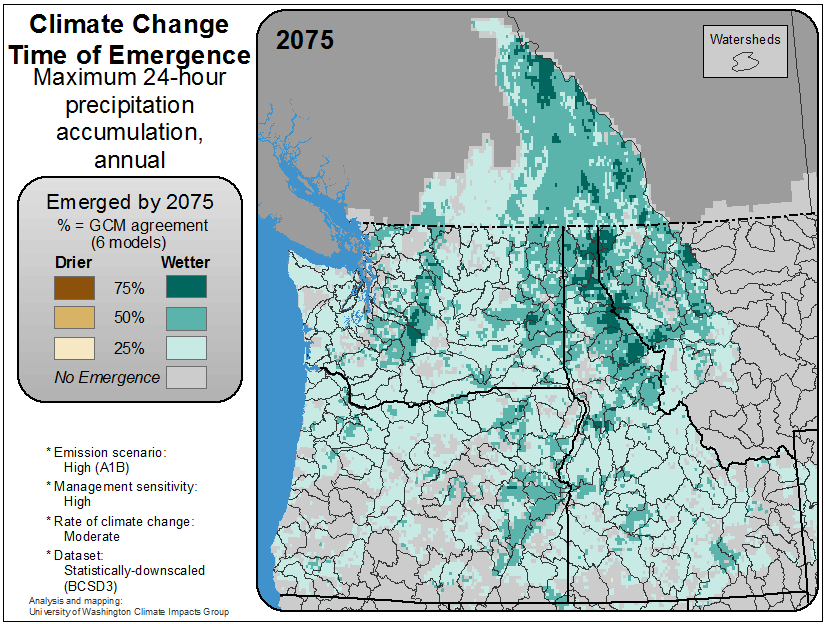 Climate Change
Time of Emergence
Maximum 24-hour
precipitation
accumulation,
annual
Emerged by 2075
% = GCM agreement
(6 models)
Drier Wetter
75%
50%
25%
No Emergence
* Emission scenario:
High (A1B)
* Management sensitivity:
High
* Rate of climate change:
Moderate
* Dataset:
Statistically-downscaled
(BCSD3)
Analysis and mapping:
University of Washington Climate Impacts Group
2075
Watersheds